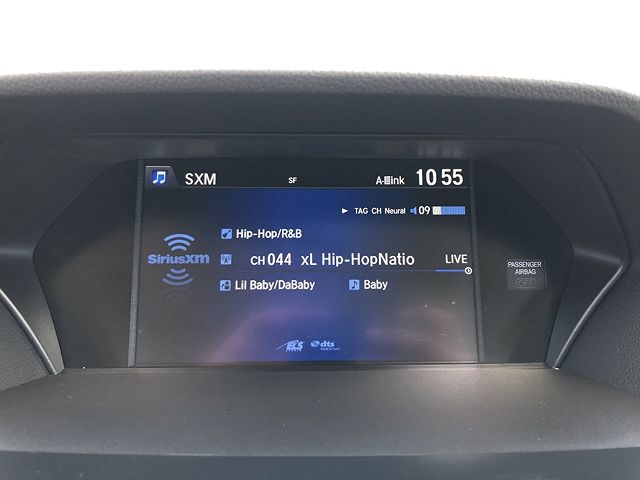 SXM SF A-Link 10 55
TAG CH Neural 09
Hip-Hop/R&B
SiriusXM CH 044 xL Hip-HopNatio LIVE
Lil Baby/DaBaby Baby
ELS dts
PASSENGER
AIRBAG
OFF